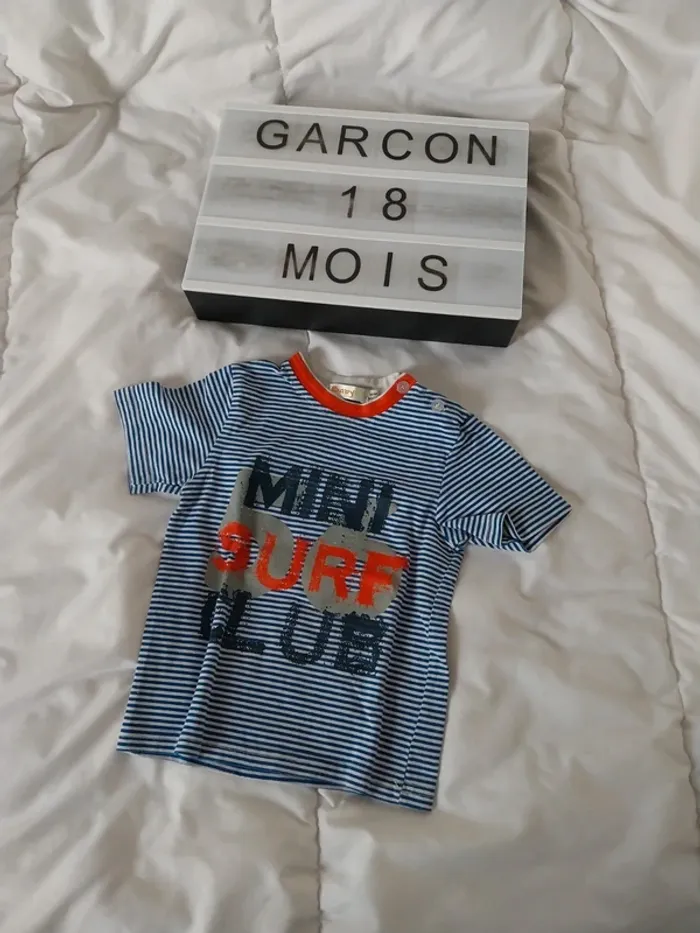 GARCON
18
MOIS
MINI
SURF
CLUB